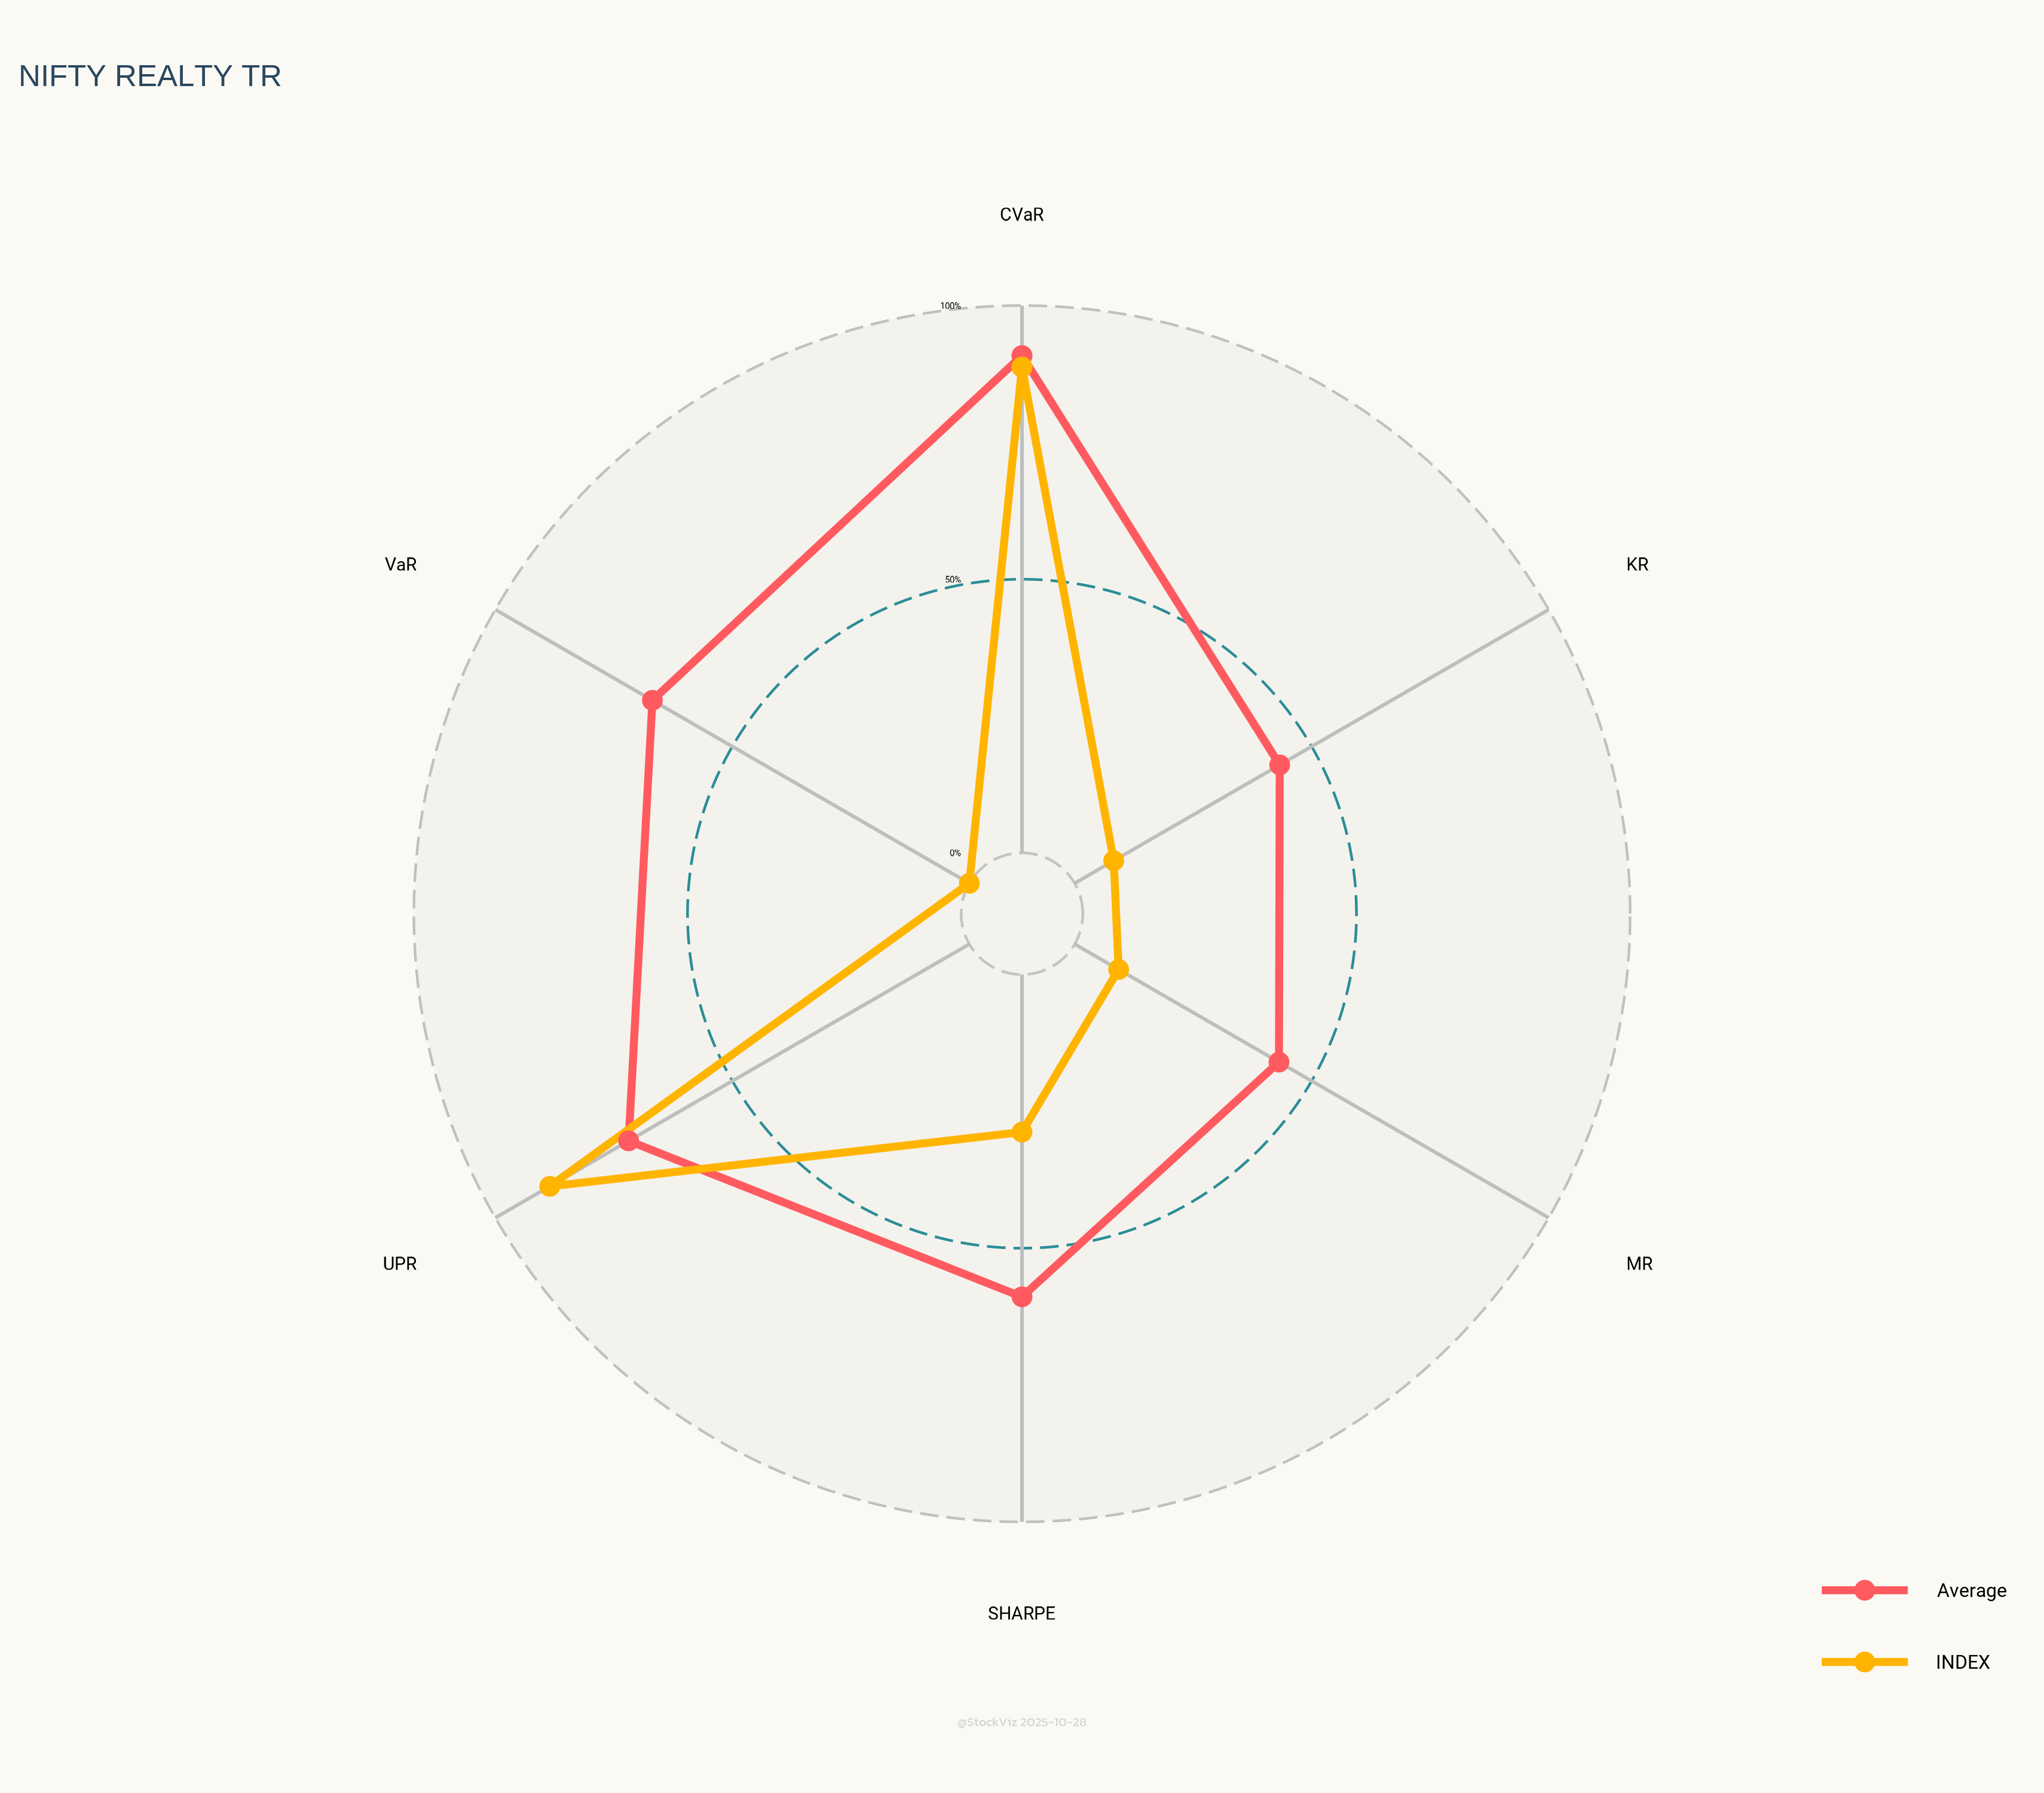 NIFTY REALTY TR
CVaR
100%
VaR
KR
50%
0%
UPR
MR
SHARPE
Average
INDEX
@StockViz 2025-10-28